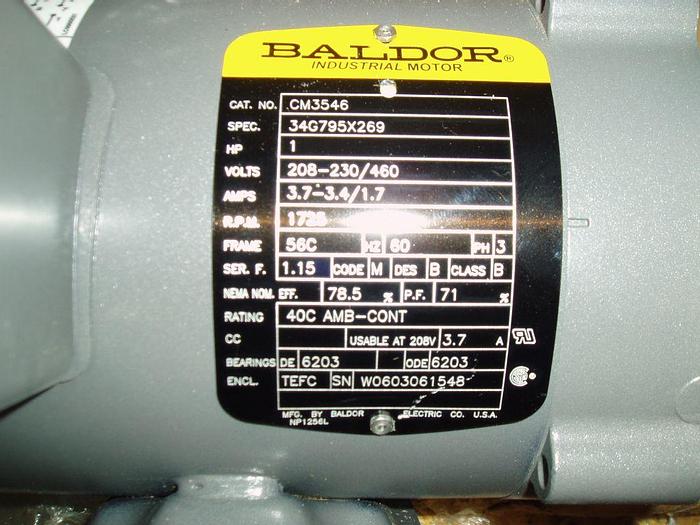 BALDOR®
INDUSTRIAL MOTOR
CAT. NO. CM3546
SPEC. 34G795X269
HP 1
VOLTS 208-230/460
AMPS 3.7-3.4/1.7
R.P.M. 1725
FRAME 56C HZ 60 PH 3
SER. F. 1.15 CODE M DES B CLASS B
NEMA NOM. EFF. 78.5 % P.F. 71 %
RATING 40C AMB-CONT
CC USABLE AT 208V 3.7 A
BEARINGS DE 6203 ODE 6203
ENCL. TEFC SN W0603061548
MFG. BY BALDOR ELECTRIC CO. U.S.A.
NP1256L